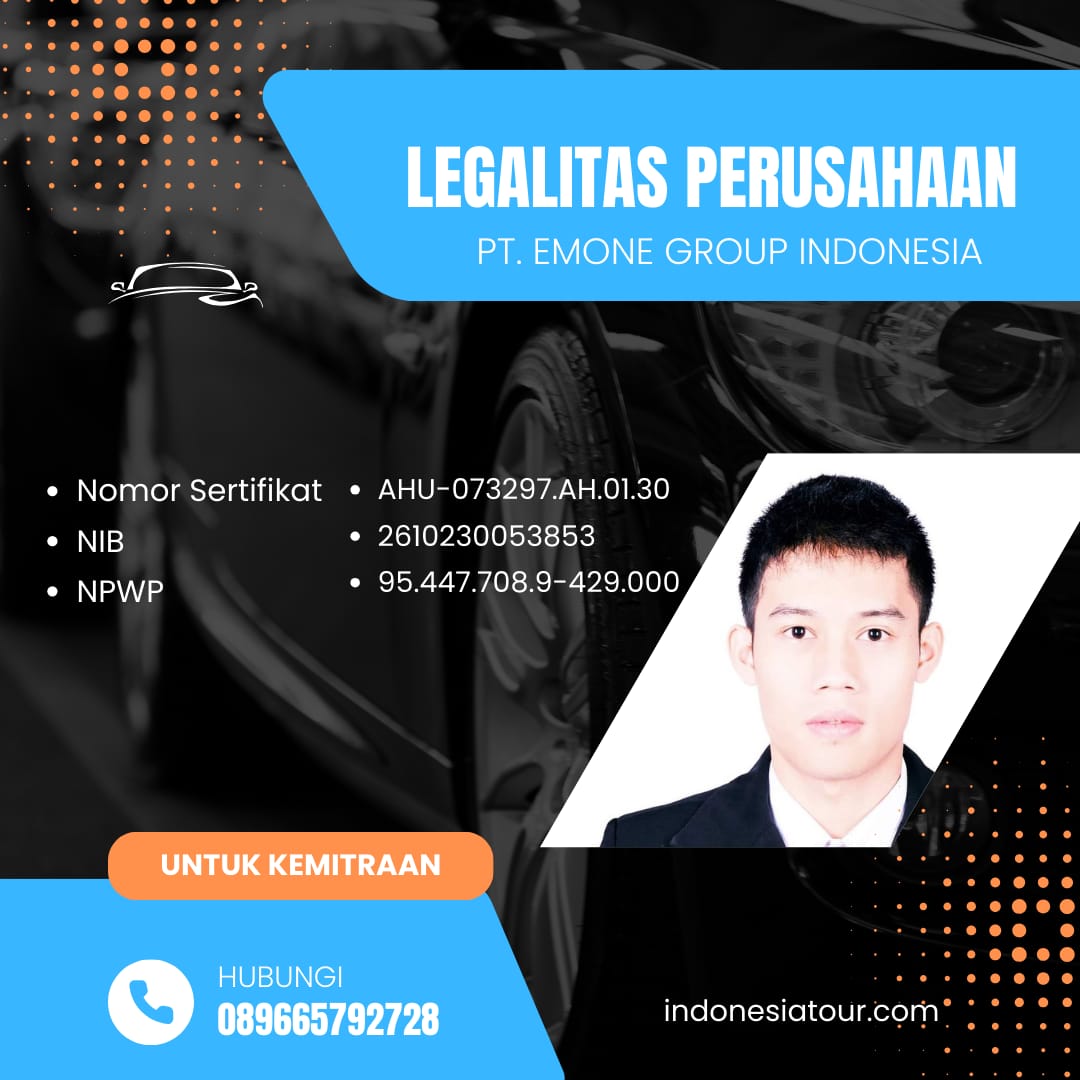 LEGALITAS PERUSAHAAN
PT. EMONE GROUP INDONESIA
Nomor Sertifikat
NIB
NPWP
AHU-073297.AH.01.30
2610230053853
95.447.708.9-429.000
UNTUK KEMITRAAN
HUBUNGI
089665792728
indonesiatour.com